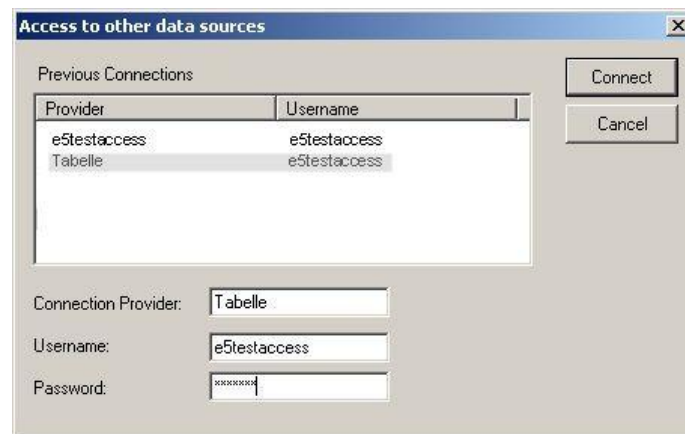 Access to other data sources
Previous Connections
Connect
Provider Username
Cancel
e5testaccess e5testaccess
Tabelle e5testaccess
Connection Provider: Tabelle
Username: e5testaccess
Password: *******